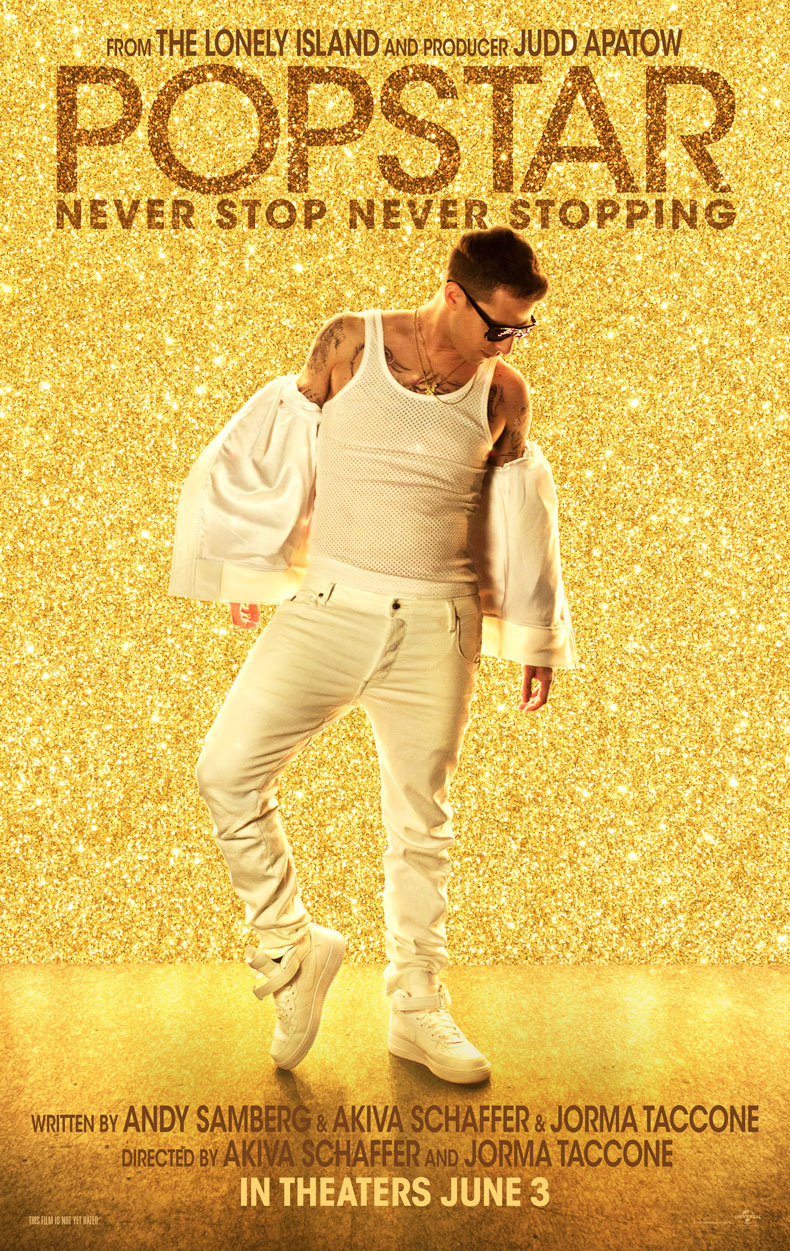 FROM THE LONELY ISLAND AND PRODUCER JUDD APATOW
POPSTAR
NEVER STOP NEVER STOPPING
WRITTEN BY ANDY SAMBERG & AKIVA SCHAFFER & JORMA TACCONE
DIRECTED BY AKIVA SCHAFFER AND JORMA TACCONE
IN THEATERS JUNE 3
THIS FILM IS NOT YET RATED.
UNIVERSAL